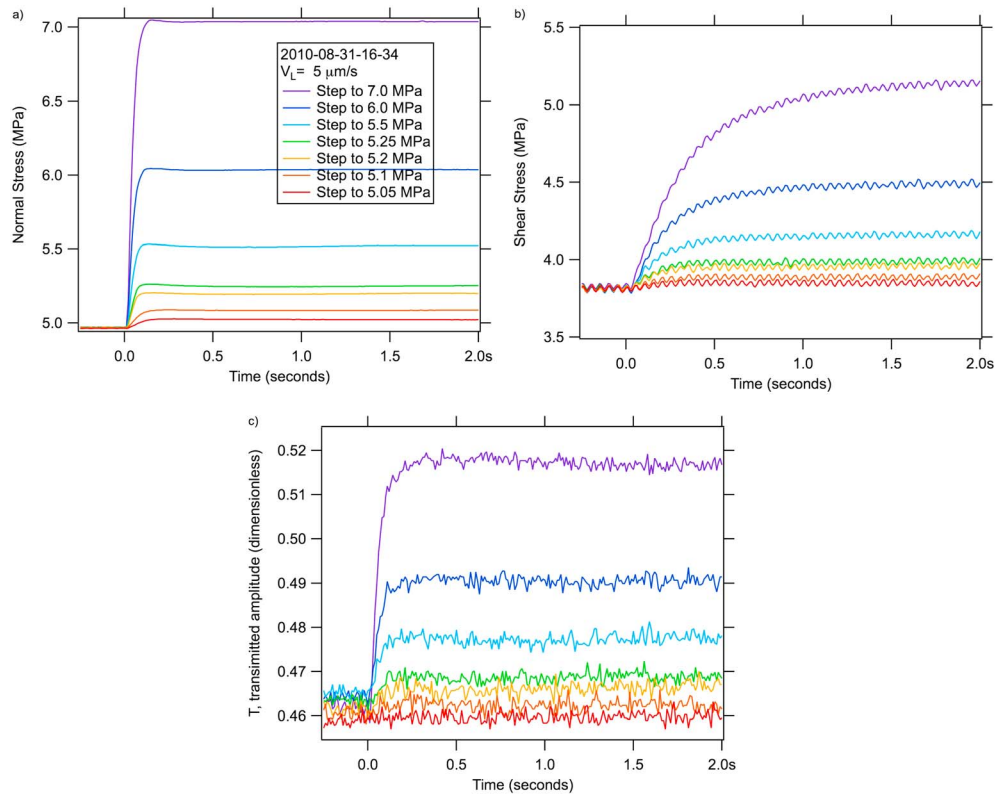 a)
Normal Stress (MPa)
7.0
6.5
6.0
5.5
5.0
2010-08-31-16-34
V_L= 5 μm/s
Step to 7.0 MPa
Step to 6.0 MPa
Step to 5.5 MPa
Step to 5.25 MPa
Step to 5.2 MPa
Step to 5.1 MPa
Step to 5.05 MPa
0.0 0.5 1.0 1.5 2.0s
Time (seconds)
b)
Shear Stress (MPa)
5.0
4.5
4.0
3.5
0.0 0.5 1.0 1.5 2.0s
Time (seconds)
c)
T, transimitted amplitude (dimensionless)
0.52
0.51
0.50
0.49
0.48
0.47
0.46
0.0 0.5 1.0 1.5 2.0s
Time (seconds)